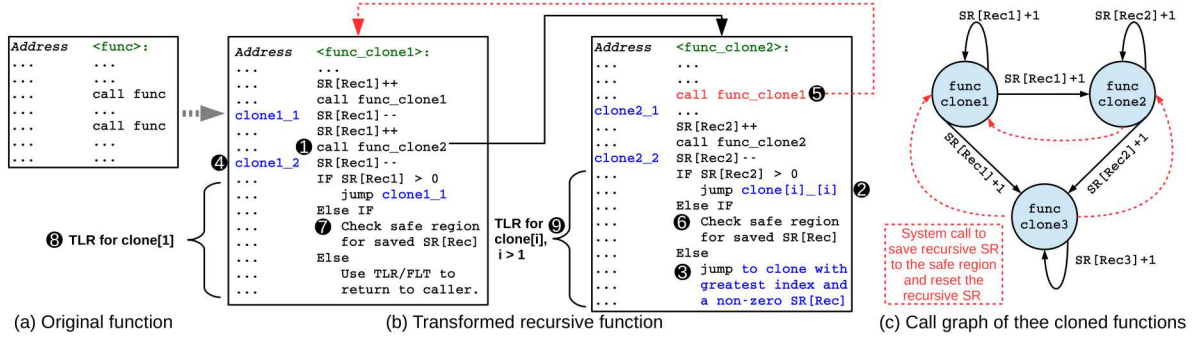 Address <func>:
... ...
... ...
... call func
... ...
... call func
... ...
... ...
(a) Original function
Address <func_clone1>:
... ...
... SR[Rec1]++
... call func_clone1
clone1_1 SR[Rec1]--
... SR[Rec1]++
... 1 call func_clone2
4 clone1_2 SR[Rec1]--
... IF SR[Rec1] > 0
... jump clone1_1
... Else IF
... 7 Check safe region
... for saved SR[Rec]
... Else
... Use TLR/FLT to
... return to caller.
8 TLR for clone[1]
Address <func_clone2>:
... ...
... ...
... call func_clone1 5
clone2_1 ...
... SR[Rec2]++
... call func_clone2
clone2_2 SR[Rec2]--
... IF SR[Rec2] > 0
... jump clone[i]_[i] 2
... Else IF
... 6 Check safe region
... for saved SR[Rec]
... Else
... 3 jump to clone with
... greatest index and
... a non-zero SR[Rec]
TLR for 9
clone[i],
i > 1
(b) Transformed recursive function
SR[Rec1]+1
SR[Rec2]+1
func
clone1
SR[Rec1]+1
func
clone2
SR[Rec1]+1
SR[Rec2]+1
func
clone3
SR[Rec3]+1
System call to
save recursive SR
to the safe region
and reset the
recursive SR
(c) Call graph of thee cloned functions